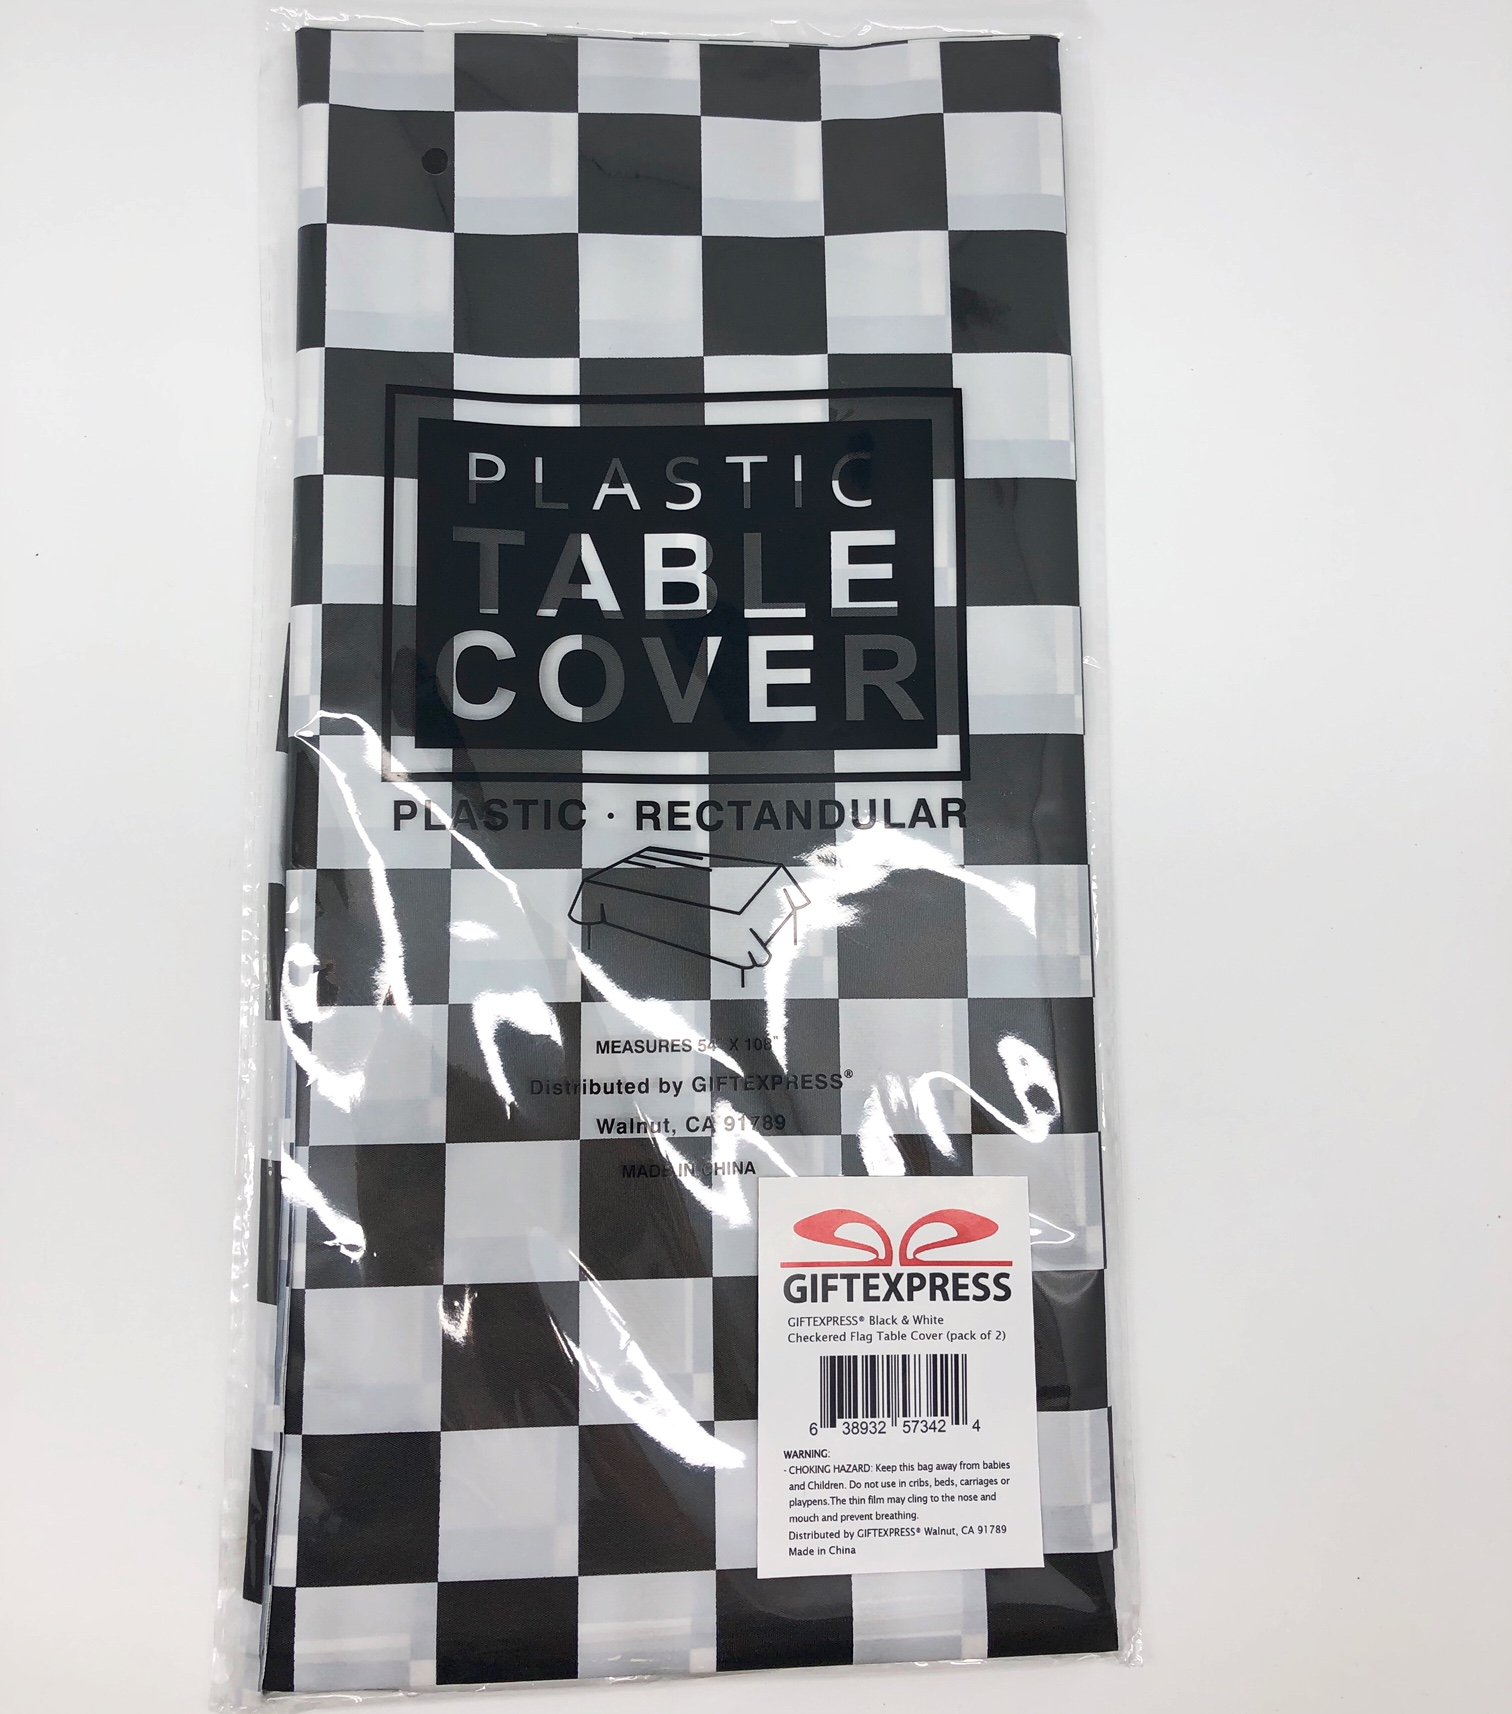 PLASTIC
TABLE
COVER
PLASTIC · RECTANDULAR
MEASURES 54" X 108"
Distributed by GIFTEXPRESS®
Walnut, CA 91789
MADE IN CHINA
GIFTEXPRESS
GIFTEXPRESS® Black & White
Checkered Flag Table Cover (pack of 2)
6 38932 57342 4
WARNING:
- CHOKING HAZARD: Keep this bag away from babies
and Children. Do not use in cribs, beds, carriages or
playpens.The thin film may cling to the nose and
mouch and prevent breathing.
Distributed by GIFTEXPRESS® Walnut, CA 91789
Made in China